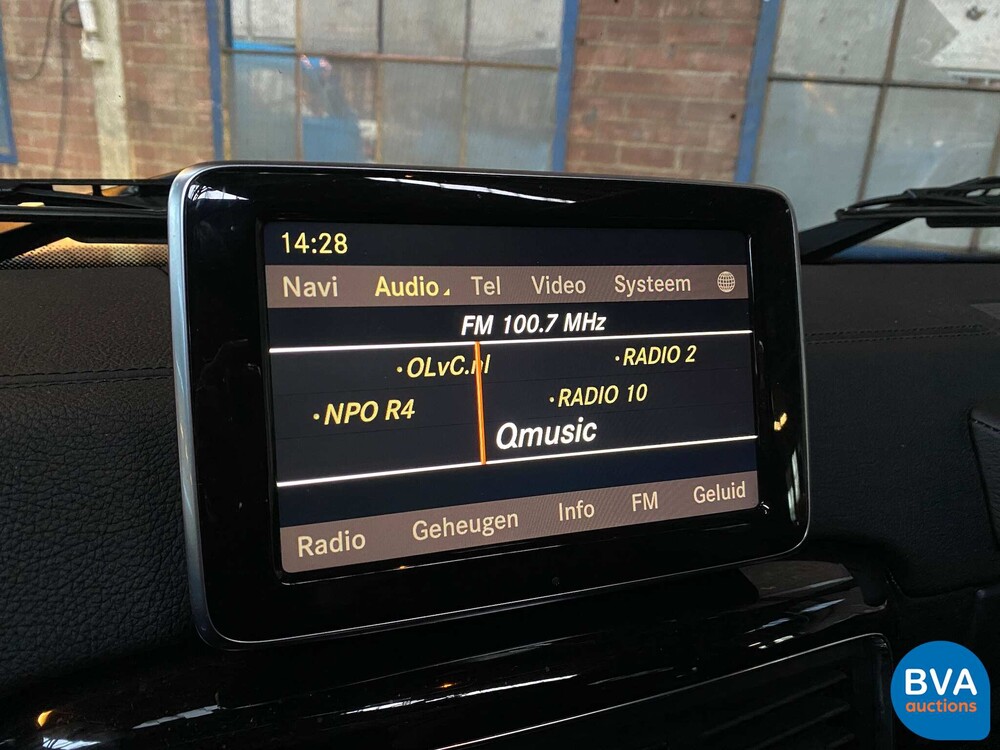 14:28
Navi Audio Tel Video Systeem
FM 100.7 MHz
•OLvC.nl •RADIO 2
•NPO R4 •RADIO 10
Qmusic
Radio Geheugen Info FM Geluid
BVA
auctions